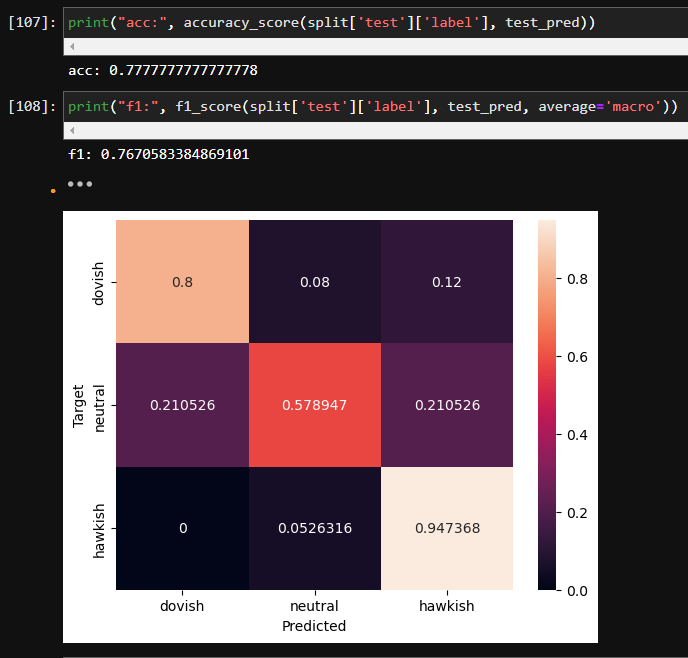 [107]: print("acc:", accuracy_score(split['test']['label'], test_pred))
acc: 0.7777777777777778
[108]: print("f1:", f1_score(split['test']['label'], test_pred, average='macro'))
f1: 0.7670583384869101
•••
dovish 0.8 0.08 0.12 0.8
0.6
Target neutral 0.210526 0.578947 0.210526
0.4
0.2
hawkish 0 0.0526316 0.947368
0.0
dovish neutral hawkish
Predicted